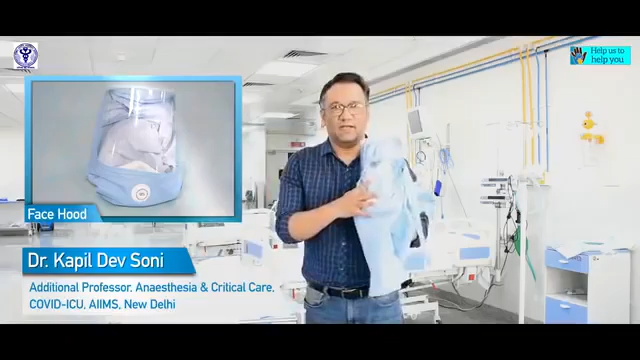 Help us to
help you
Face Hood
Dr. Kapil Dev Soni
Additional Professor, Anaesthesia & Critical Care,
COVID-ICU, AIIMS, New Delhi